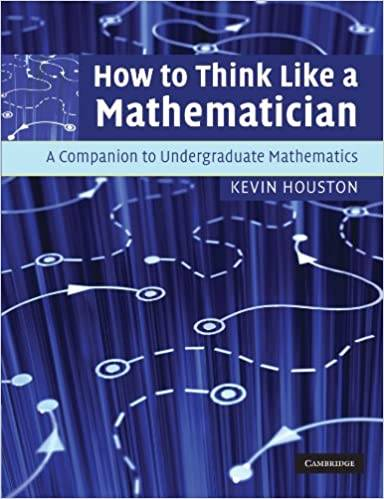 How to Think Like a
Mathematician
A Companion to Undergraduate Mathematics
KEVIN HOUSTON
CAMBRIDGE